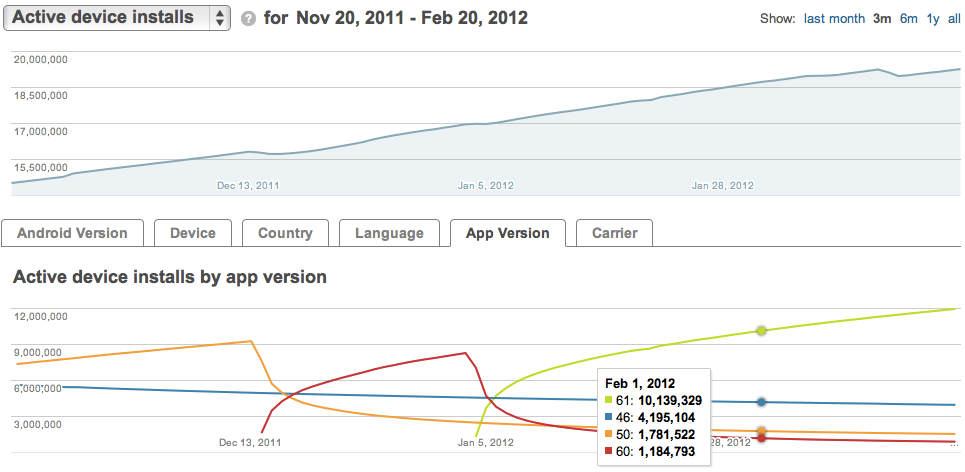 Active device installs ? for Nov 20, 2011 - Feb 20, 2012 Show: last month 3m 6m 1y all
20,000,000
18,500,000
17,000,000
15,500,000
Dec 13, 2011 Jan 5, 2012 Jan 28, 2012
Android Version Device Country Language App Version Carrier
Active device installs by app version
12,000,000
9,000,000
6,000,000
3,000,000
Feb 1, 2012
61: 10,139,329
46: 4,195,104
50: 1,781,522
60: 1,184,793
Dec 13, 2011 Jan 5, 2012 28, 2012 ...